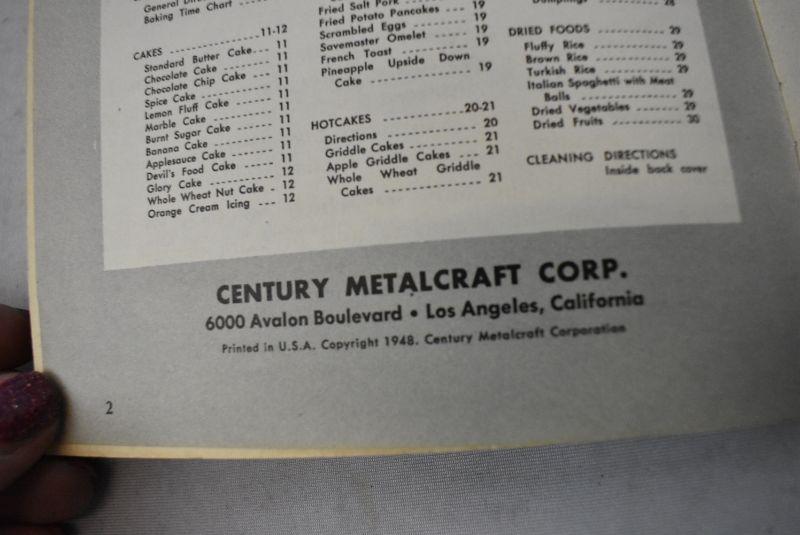 General
Baking Time Chart
CAKES 11-12
Standard Butter Cake 11
Chocolate Cake 11
Chocolate Chip Cake 11
Spice Cake 11
Lemon Fluff Cake 11
Marble Cake 11
Burnt Sugar Cake 11
Banana Cake 11
Applesauce Cake 11
Devil's Food Cake 11
Glory Cake 12
Whole Wheat Nut Cake 12
Orange Cream Icing 12
Fried Salt Pork
Fried Potato Pancakes 19
Scrambled Eggs 19
Savemaster Omelet 19
French Toast 19
Pineapple Upside Down
Cake 19
HOTCAKES 20-21
Directions 20
Griddle Cakes 21
Apple Griddle Cakes 21
Whole Wheat Griddle
Cakes 21
Dumplings 28
DRIED FOODS 29
Fluffy Rice 29
Brown Rice 29
Turkish Rice 29
Italian Spaghetti with Meat
Balls 29
Dried Vegetables 29
Dried Fruits 30
CLEANING DIRECTIONS
Inside back cover
CENTURY METALCRAFT CORP.
6000 Avalon Boulevard • Los Angeles, California
Printed in U.S.A. Copyright 1948. Century Metalcraft Corporation
2